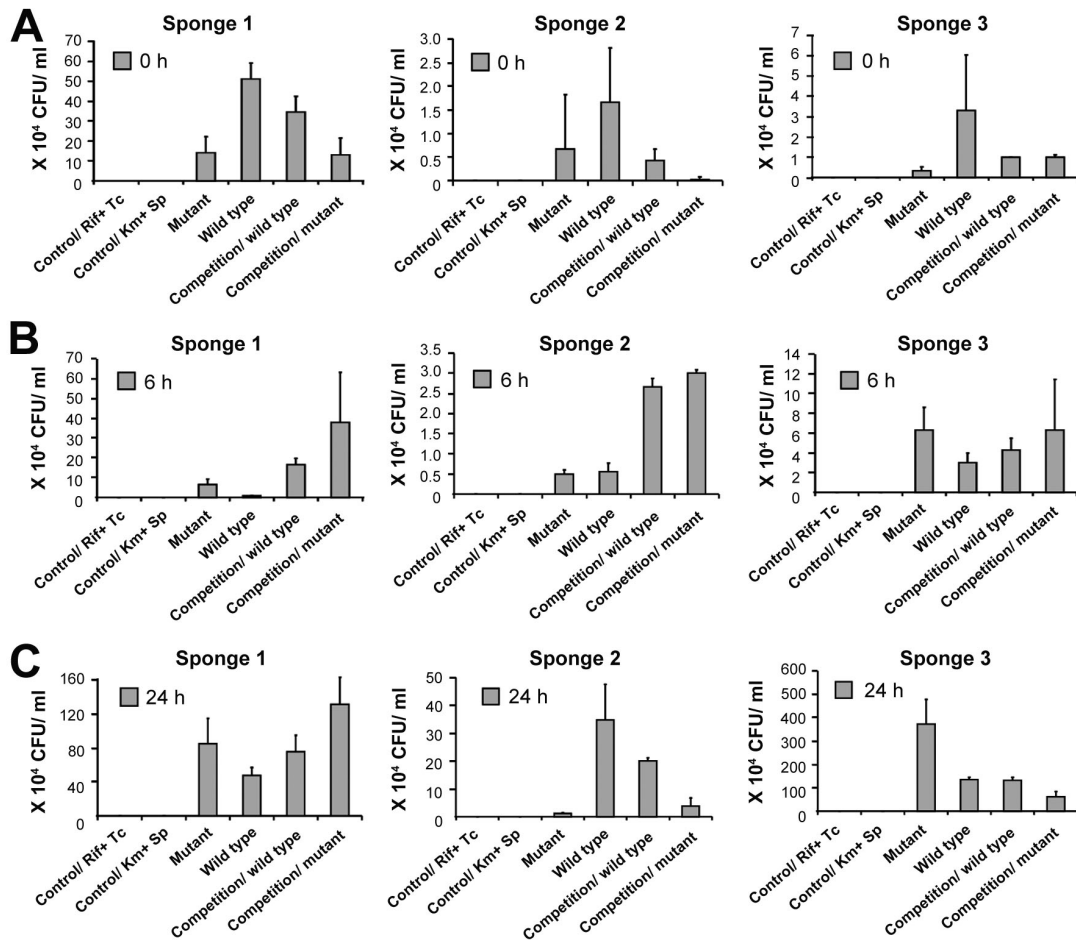 A
Sponge 1
Sponge 2
Sponge 3
X 10⁴ CFU/ ml
70
60
50
40
30
20
10
0
0 h
Control/ Rif+ Tc
Control/ Km+ Sp
Mutant
Wild type
Competition/ wild type
Competition/ mutant
X 10⁴ CFU/ ml
3.0
2.5
2.0
1.5
1.0
0.5
0
0 h
Control/ Rif+ Tc
Control/ Km+ Sp
Mutant
Wild type
Competition/ wild type
Competition/ mutant
X 10⁴ CFU/ ml
7
6
5
4
3
2
1
0
0 h
Control/ Rif+ Tc
Control/ Km+ Sp
Mutant
Wild type
Competition/ wild type
Competition/ mutant
B
Sponge 1
Sponge 2
Sponge 3
X 10⁴ CFU/ ml
70
60
50
40
30
20
10
0
6 h
Control/ Rif+ Tc
Control/ Km+ Sp
Mutant
Wild type
Competition/ wild type
Competition/ mutant
X 10⁴ CFU/ ml
3.5
3.0
2.0
2.0
1.5
1.0
0.5
0
6 h
Control/ Rif+ Tc
Control/ Km+ Sp
Mutant
Wild type
Competition/ wild type
Competition/ mutant
X 10⁴ CFU/ ml
14
12
10
8
6
4
2
0
6 h
Control/ Rif+ Tc
Control/ Km+ Sp
Mutant
Wild type
Competition/ wild type
Competition/ mutant
C
Sponge 1
Sponge 2
Sponge 3
X 10⁴ CFU/ ml
160
120
80
40
0
24 h
Control/ Rif+ Tc
Control/ Km+ Sp
Mutant
Wild type
Competition/ wild type
Competition/ mutant
X 10⁴ CFU/ ml
50
40
30
20
10
0
24 h
Control/ Rif+ Tc
Control/ Km+ Sp
Mutant
Wild type
Competition/ wild type
Competition/ mutant
X 10⁴ CFU/ ml
600
500
400
300
200
100
0
24 h
Control/ Rif+ Tc
Control/ Km+ Sp
Mutant
Wild type
Competition/ wild type
Competition/ mutant